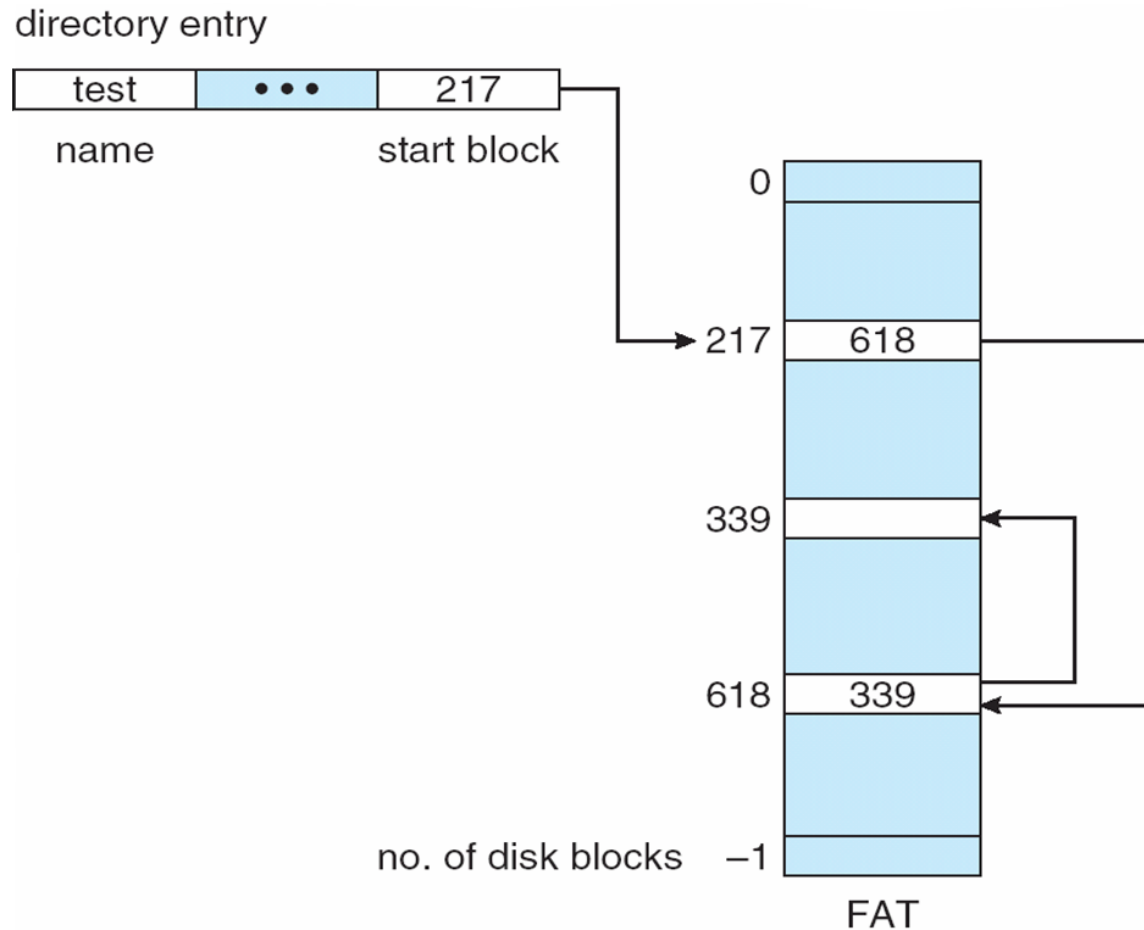 directory entry
test ••• 217
name start block
0
217 618
339
618 339
no. of disk blocks –1
FAT